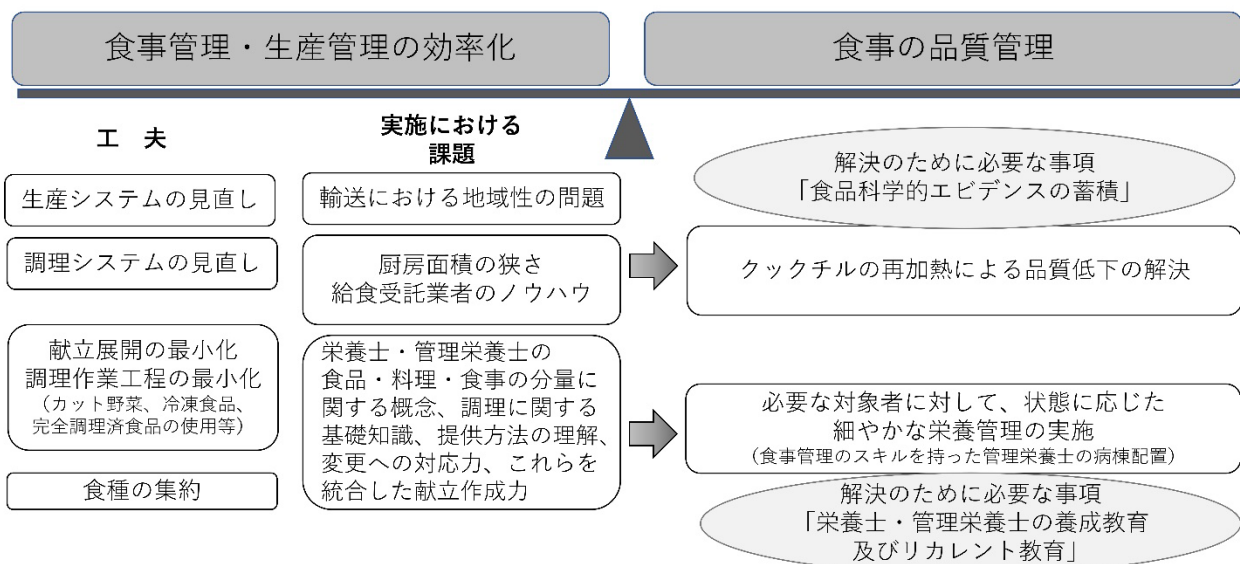 食事管理・生産管理の効率化
食事の品質管理
工　夫
生産システムの見直し
調理システムの見直し
献立展開の最小化
調理作業工程の最小化
（カット野菜、冷凍食品、
完全調理済食品の使用等）
食種の集約
実施における
課題
輸送における地域性の問題
厨房面積の狭さ
給食受託業者のノウハウ
栄養士・管理栄養士の
食品・料理・食事の分量に
関する概念、調理に関する
基礎知識、提供方法の理解、
変更への対応力、これらを
統合した献立作成力
解決のために必要な事項
「食品科学的エビデンスの蓄積」
クックチルの再加熱による品質低下の解決
必要な対象者に対して、状態に応じた
細やかな栄養管理の実施
（食事管理のスキルを持った管理栄養士の病棟配置）
解決のために必要な事項
「栄養士・管理栄養士の養成教育
及びリカレント教育」